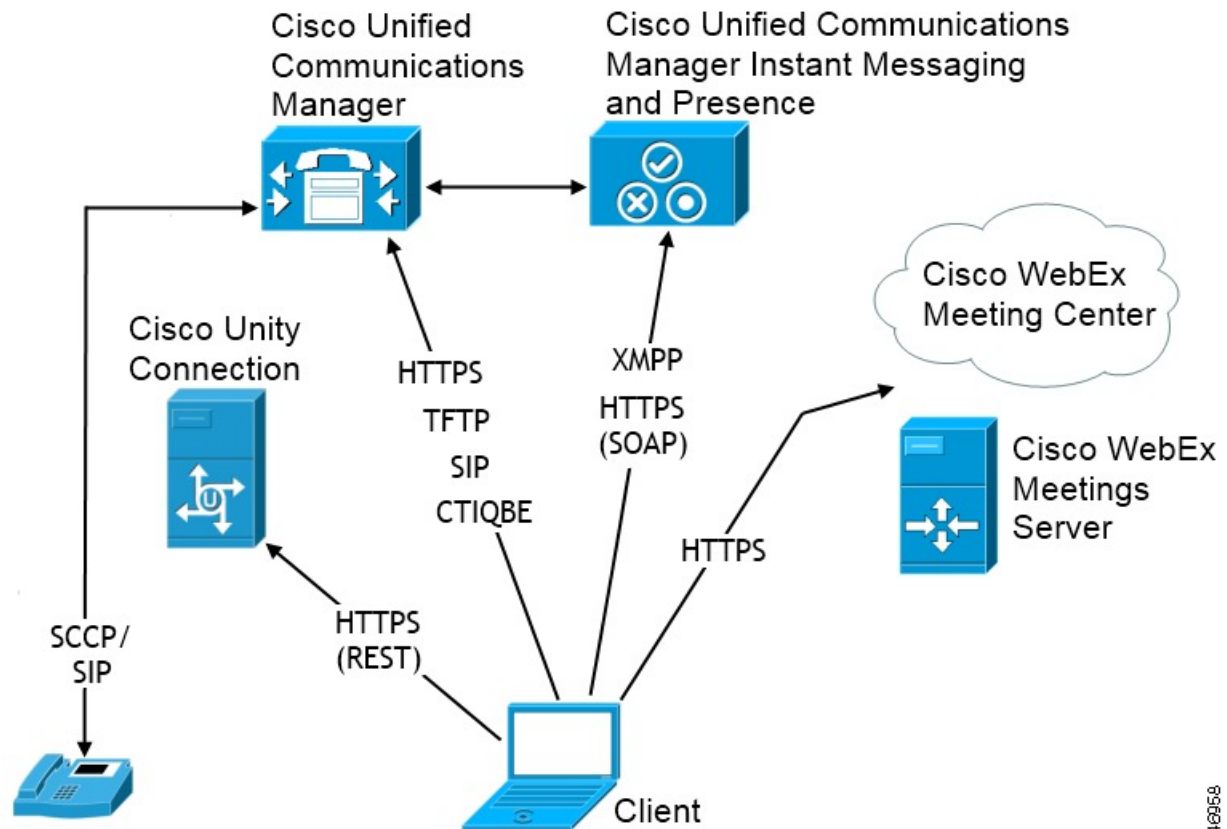 Cisco Unified
Communications
Manager
Cisco Unified Communications
Manager Instant Messaging
and Presence
Cisco WebEx
Meeting Center
Cisco Unity
Connection
HTTPS
TFTP
SIP
CTIQBE
XMPP
HTTPS
(SOAP)
Cisco WebEx
Meetings
Server
HTTPS
U
HTTPS
(REST)
SCCP/
SIP
Client